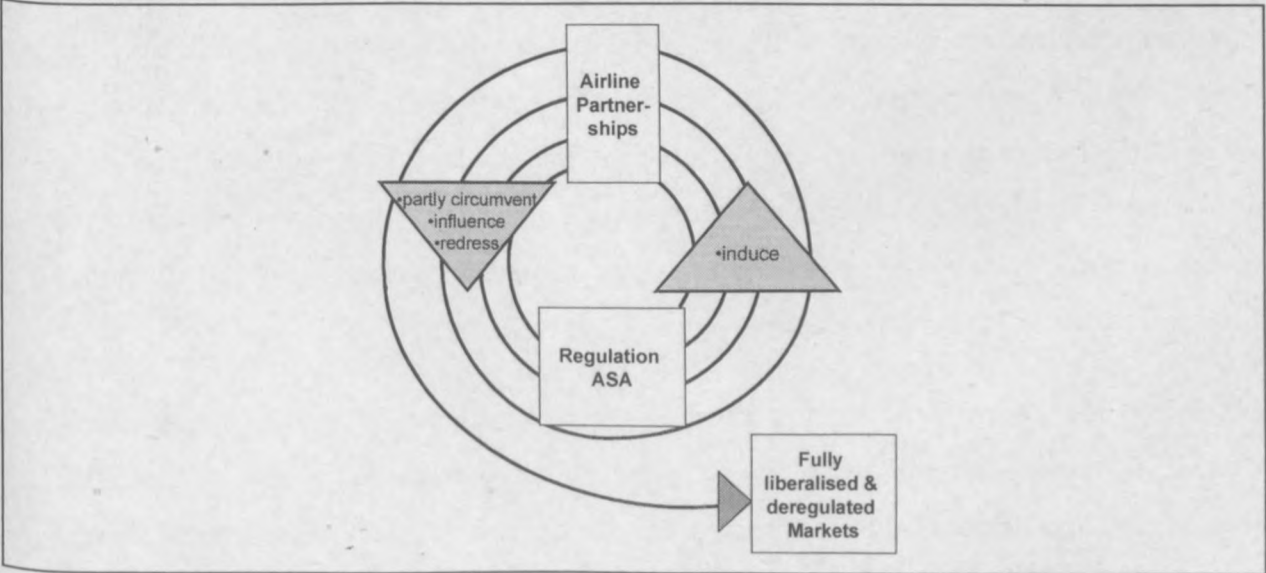 Airline
Partner-
ships
•partly circumvent
•influence
•redress
•induce
Regulation
ASA
Fully
liberalised &
deregulated
Markets